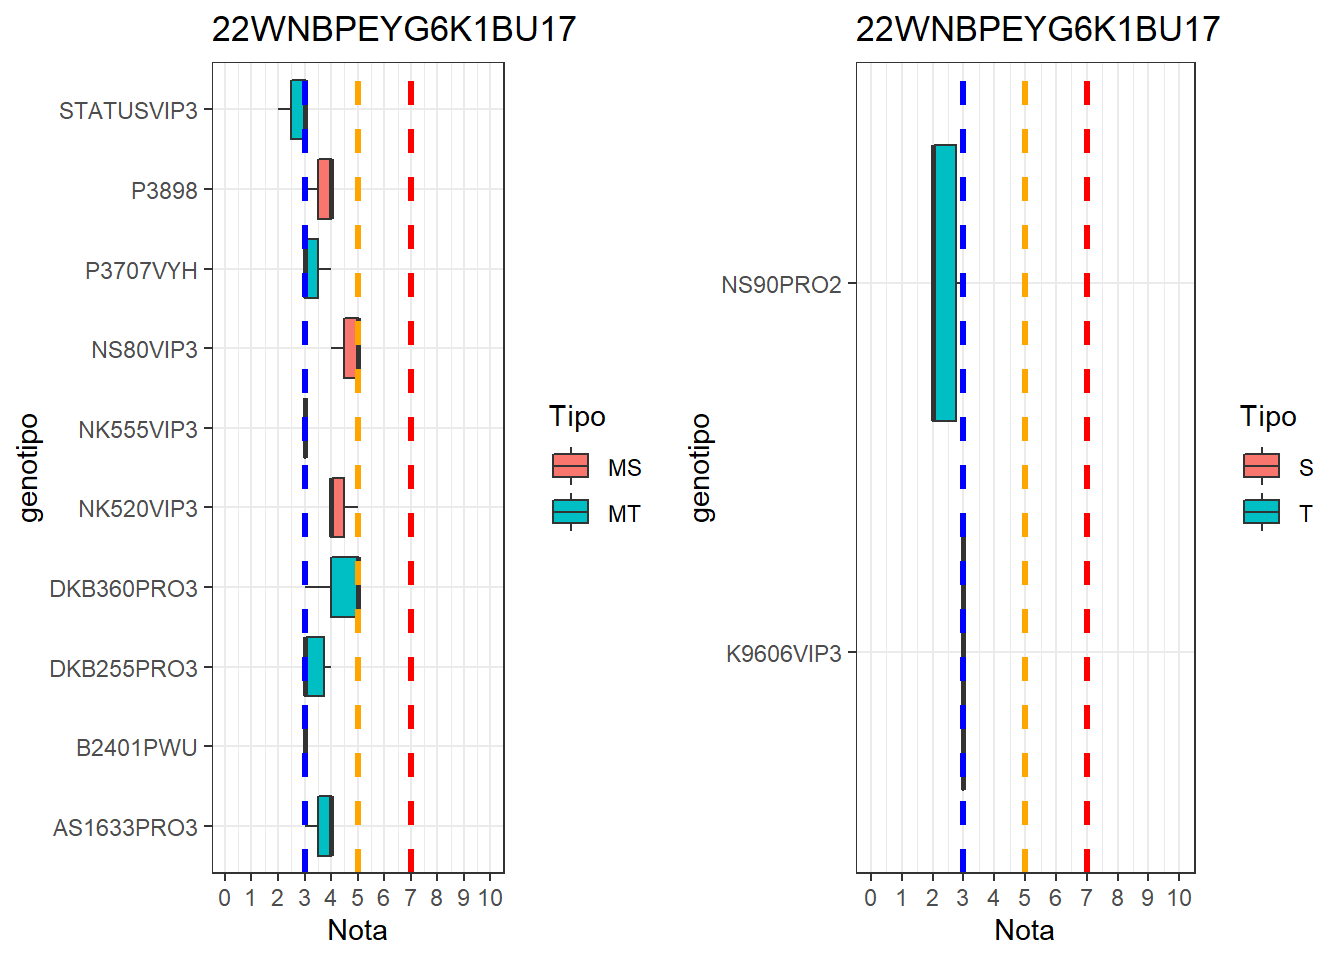 22WNBPEYG6K1BU17
genotipo
STATUSVIP3
P3898
P3707VYH
NS80VIP3
NK555VIP3
NK520VIP3
DKB360PRO3
DKB255PRO3
B2401PWU
AS1633PRO3
0 1 2 3 4 5 6 7 8 9 10
Nota
Tipo
MS
MT
22WNBPEYG6K1BU17
genotipo
NS90PRO2
K9606VIP3
0 1 2 3 4 5 6 7 8 9 10
Nota
Tipo
S
T